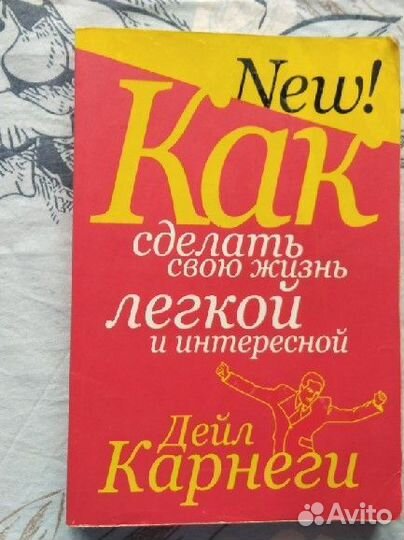 New!
Как
сделать
свою жизнь
легкой
и интересной
Дейл
Карнеги
Avito